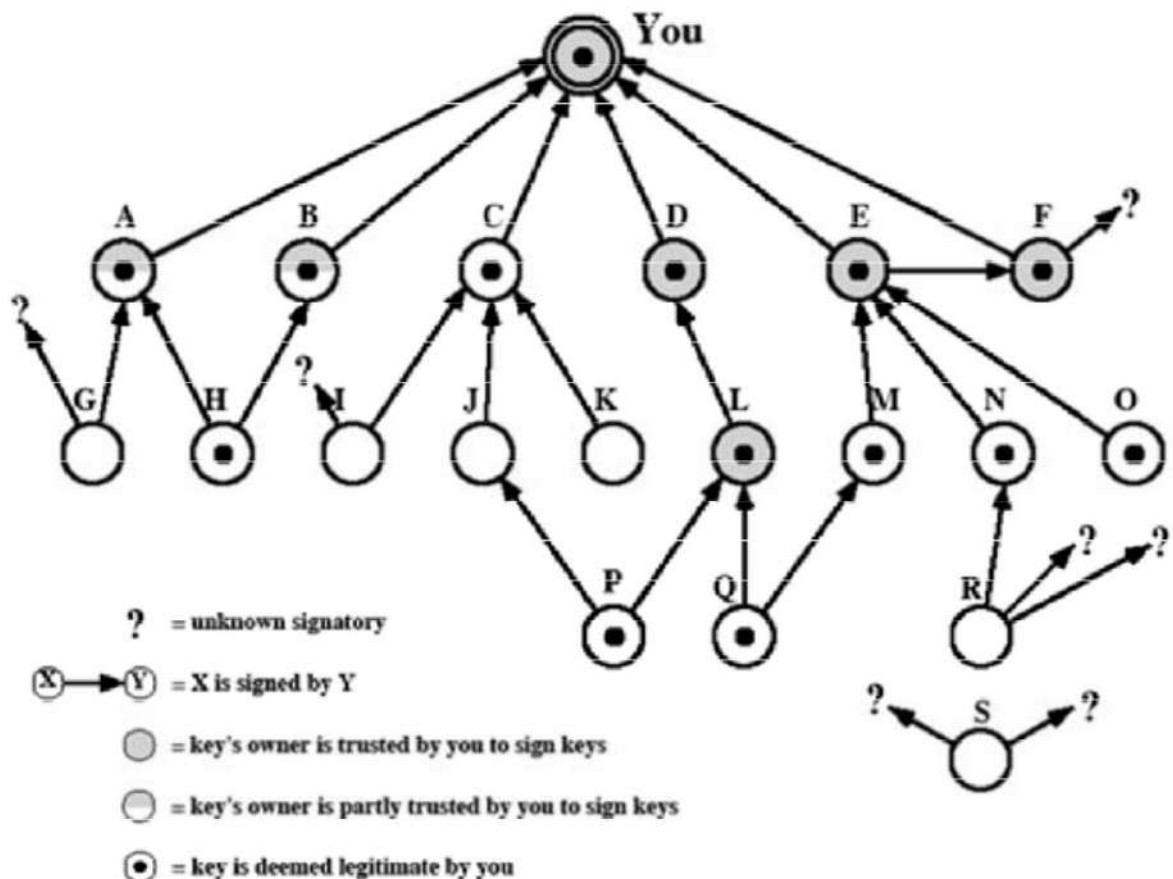 You
A B C D E F ?
?
?
G H I J K L M N O
? ?
P Q R
? = unknown signatory
X Y = X is signed by Y
? S ?
= key's owner is trusted by you to sign keys
= key's owner is partly trusted by you to sign keys
= key is deemed legitimate by you